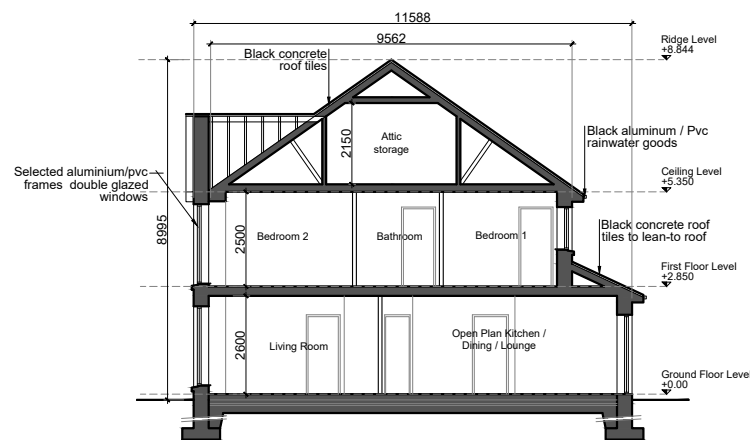 11588
9562
Ridge Level
+8.844
Black concrete
roof tiles
Attic
storage
2150
Black aluminum / Pvc
rainwater goods
Selected aluminium/pvc
frames double glazed
windows
Ceiling Level
+5.350
8995
2500
Bedroom 2
Bathroom
Bedroom 1
Black concrete roof
tiles to lean-to roof
First Floor Level
+2.850
2600
Living Room
Open Plan Kitchen /
Dining / Lounge
Ground Floor Level
+0.00